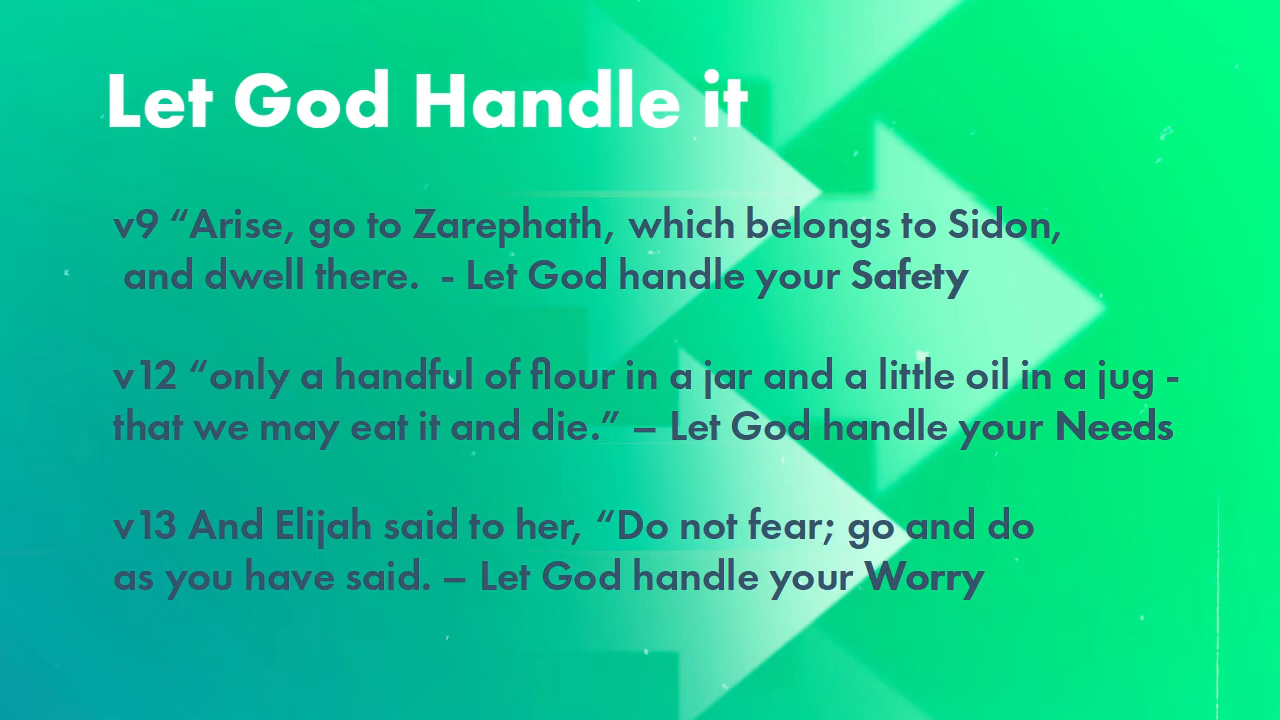 Let God Handle it
v9 “Arise, go to Zarephath, which belongs to Sidon,
and dwell there.  - Let God handle your Safety
v12 “only a handful of flour in a jar and a little oil in a jug -
that we may eat it and die.” – Let God handle your Needs
v13 And Elijah said to her, “Do not fear; go and do
as you have said. – Let God handle your Worry